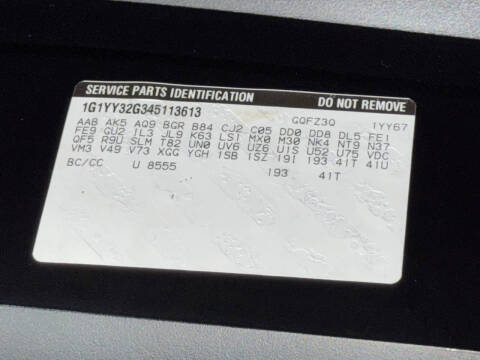 SERVICE PARTS IDENTIFICATION DO NOT REMOVE
1G1YY32G345113613 GQFZ3Q 1YY67
AA8 AK5 AQ9 BGR B84 CJ2 C05 DD0 DD8 DL5 FE1
FE9 GU2 IL3 JL9 K63 LS1 MX0 M30 NK4 NT9 N37
QF5 R9U SLM T82 UN0 UV6 UZ6 U1S U52 U75 VDC
VM3 V49 V73 XGG YGH 1SB 1SZ 19I 193 41T 41U
BC/CC U 8555 193 41T